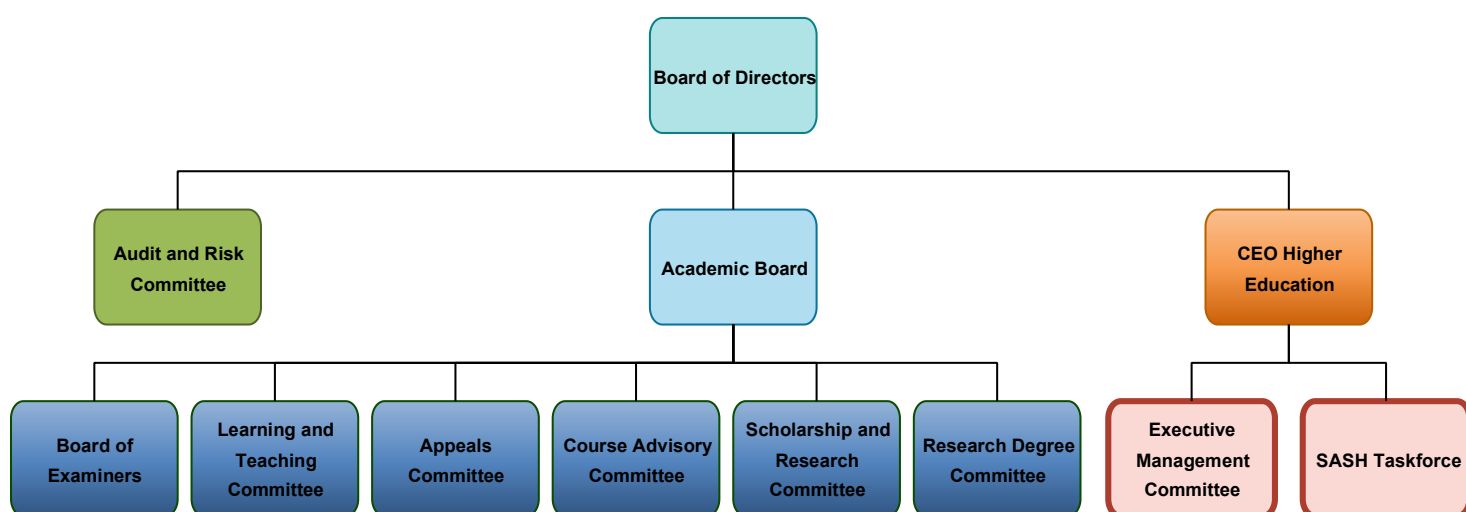 Board of Directors
Audit and Risk
Committee
Academic Board
CEO Higher
Education
Board of
Examiners
Learning and
Teaching
Committee
Appeals
Committee
Course Advisory
Committee
Scholarship and
Research
Committee
Research Degree
Committee
Executive
Management
Committee
SASH Taskforce